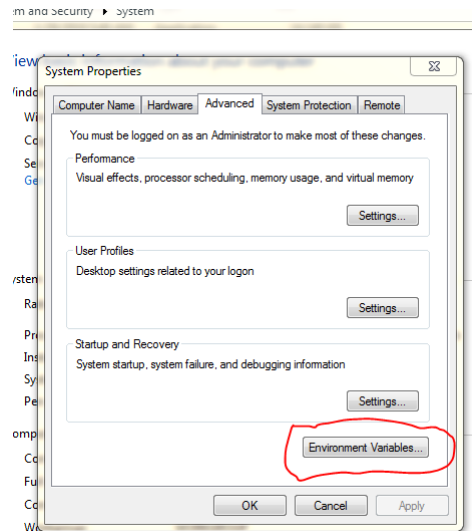 em and Security ▸ System
System Properties
Computer Name Hardware Advanced System Protection Remote
You must be logged on as an Administrator to make most of these changes.
Performance
Visual effects, processor scheduling, memory usage, and virtual memory
Settings...
User Profiles
Desktop settings related to your logon
Settings...
Startup and Recovery
System startup, system failure, and debugging information
Settings...
Environment Variables...
OK Cancel Apply